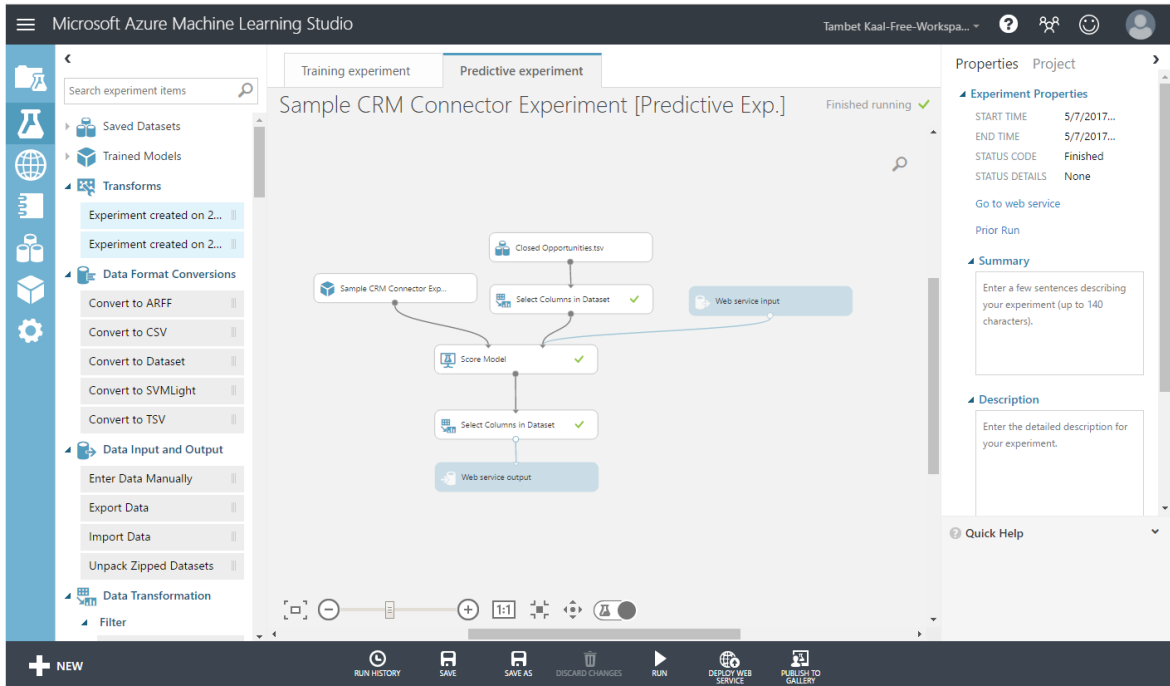 Microsoft Azure Machine Learning Studio
Tambet Kaal-Free-Workspa...
?
Search experiment items
Saved Datasets
Trained Models
Transforms
Experiment created on 2...
Experiment created on 2...
Data Format Conversions
Convert to ARFF
Convert to CSV
Convert to Dataset
Convert to SVMLight
Convert to TSV
Data Input and Output
Enter Data Manually
Export Data
Import Data
Unpack Zipped Datasets
Data Transformation
Filter
Training experiment
Predictive experiment
Sample CRM Connector Experiment [Predictive Exp.]
Finished running
Closed Opportunities.tsv
Sample CRM Connector Exp...
Select Columns in Dataset
Web service input
Score Model
Select Columns in Dataset
Web service output
1:1
Properties
Project
Experiment Properties
START TIME 5/7/2017...
END TIME 5/7/2017...
STATUS CODE Finished
STATUS DETAILS None
Go to web service
Prior Run
Summary
Enter a few sentences describing
your experiment (up to 140
characters).
Description
Enter the detailed description for
your experiment.
? Quick Help
NEW
RUN HISTORY
SAVE
SAVE AS
DISCARD CHANGES
RUN
DEPLOY WEB
SERVICE
PUBLISH TO
GALLERY